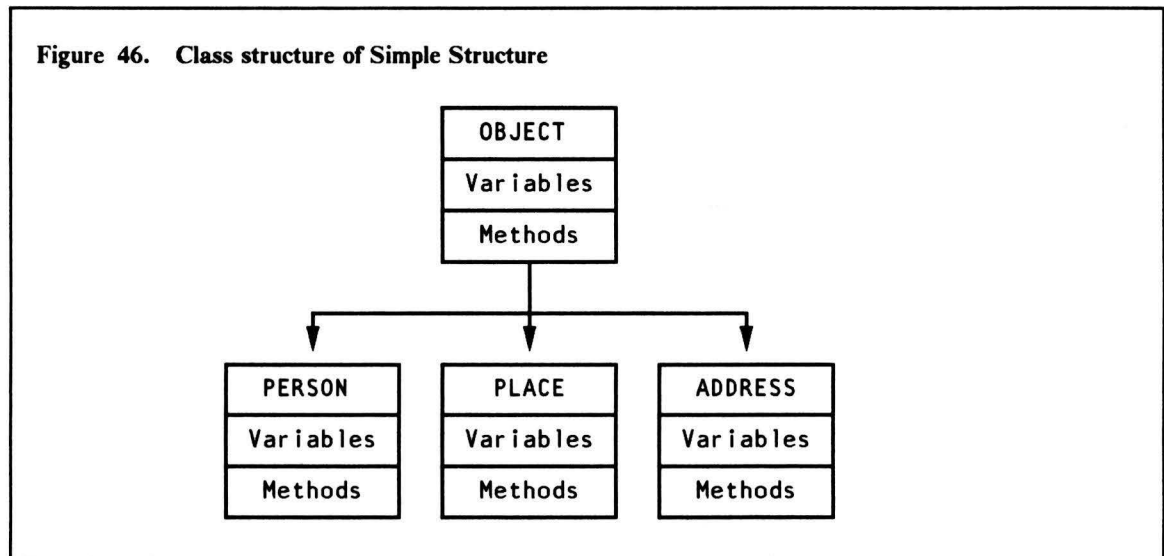 Figure 46. Class structure of Simple Structure
OBJECT
Variables
Methods
PERSON PLACE ADDRESS
Variables Variables Variables
Methods Methods Methods